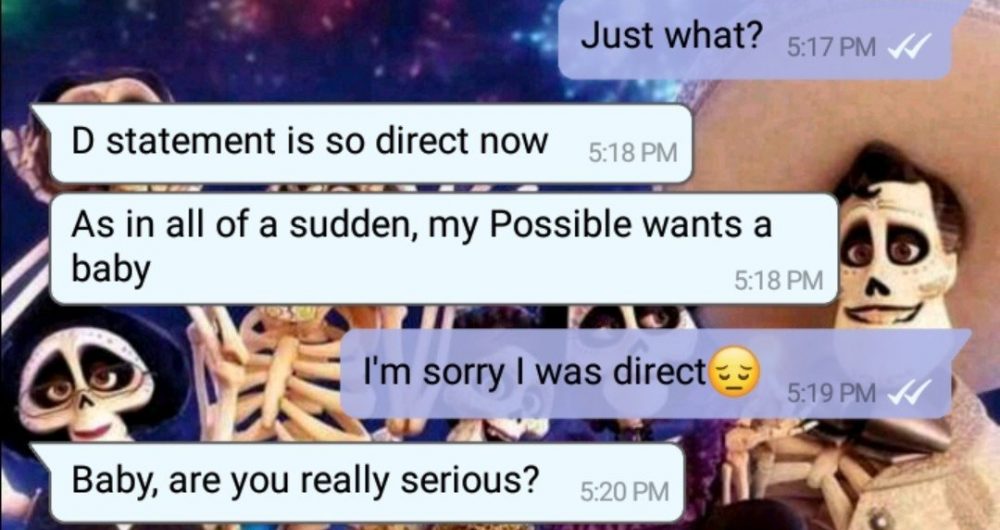 Just what? 5:17 PM
D statement is so direct now 5:18 PM
As in all of a sudden, my Possible wants a
baby 5:18 PM
I'm sorry I was direct😔 5:19 PM
Baby, are you really serious? 5:20 PM